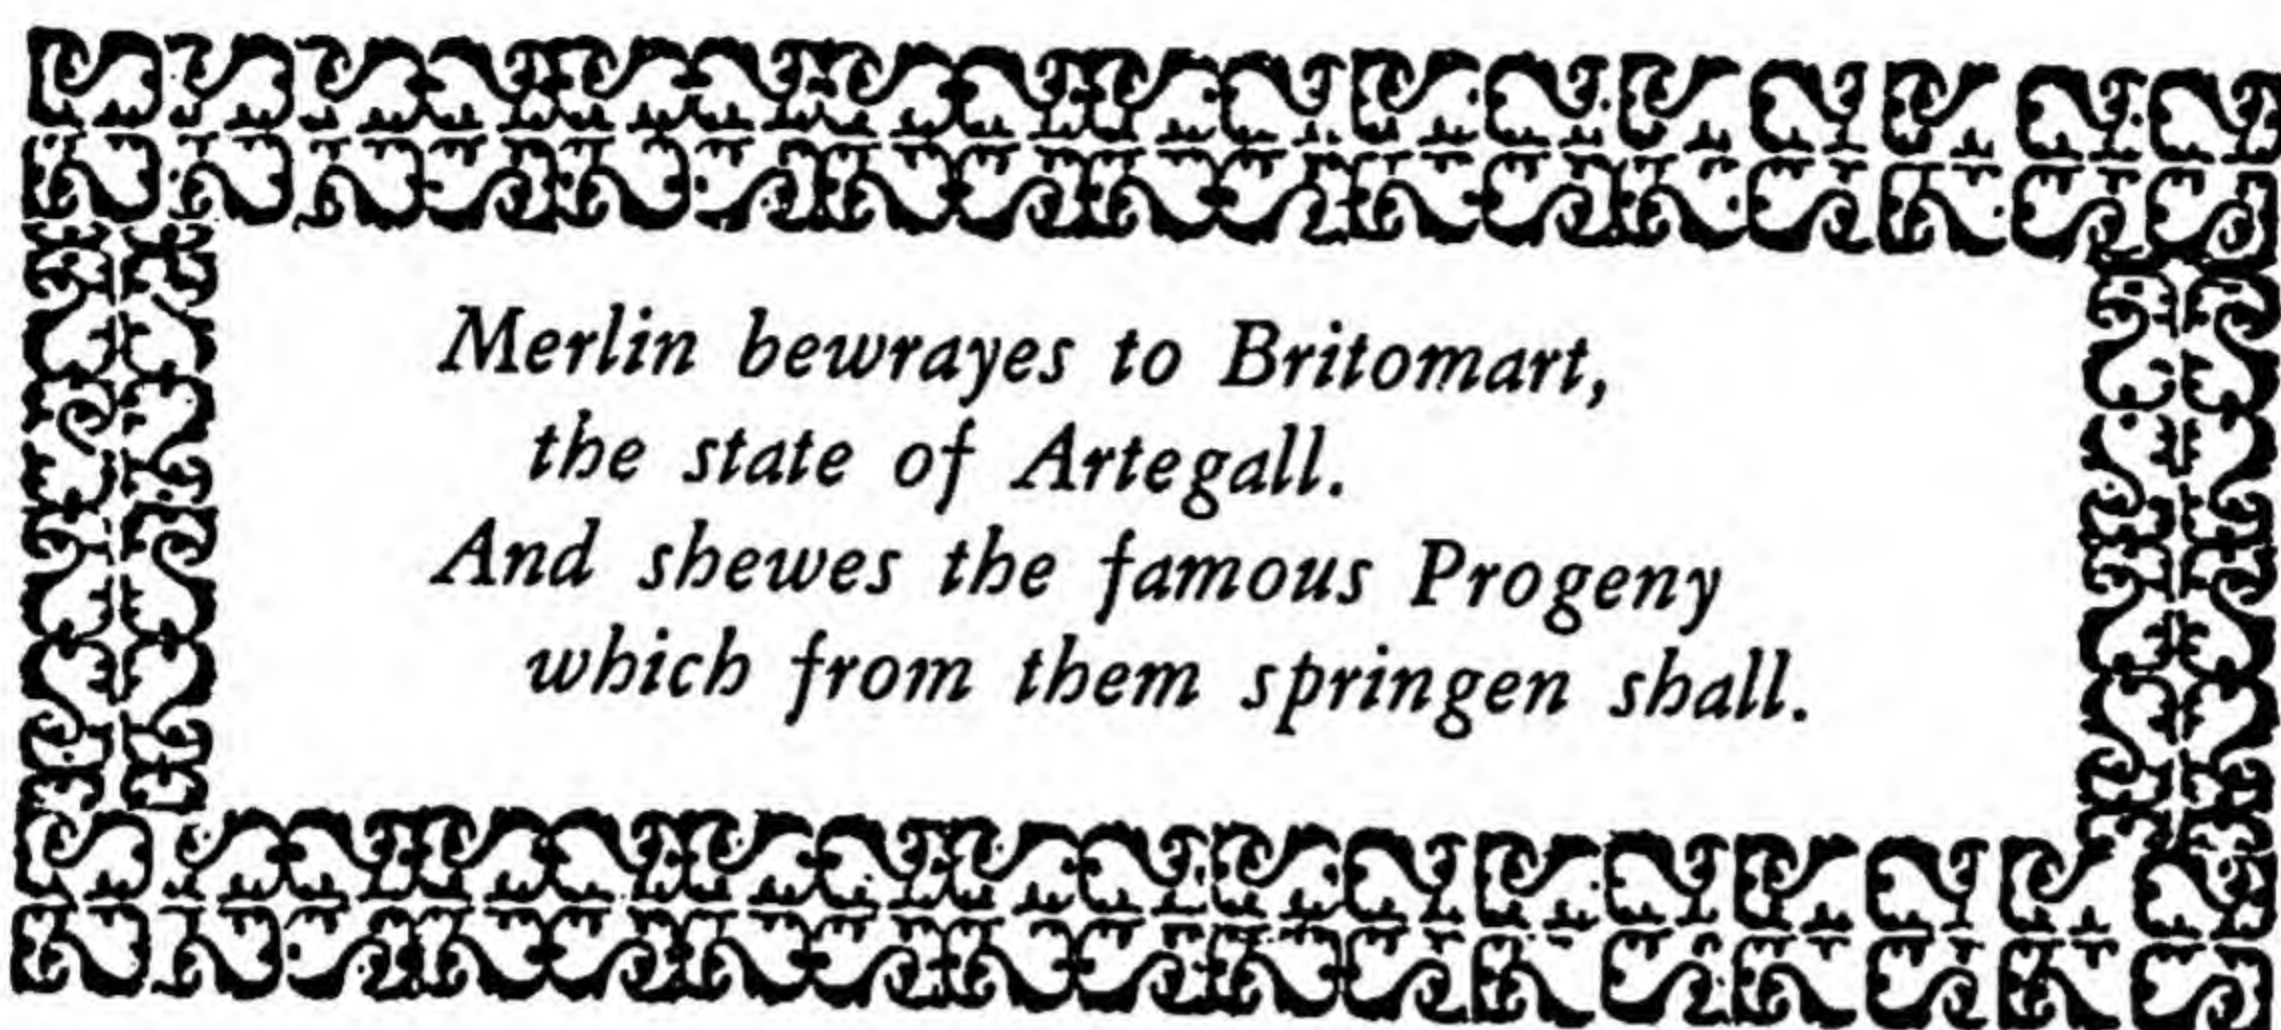 Merlin bewrayes to Britomart,
the state of Artegall.
And shewes the famous Progeny
which from them springen shall.